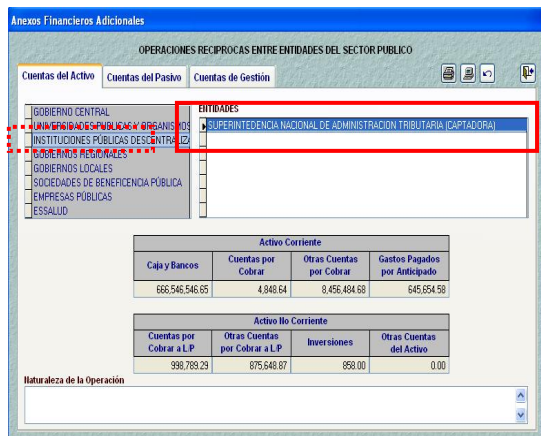 Anexos Financieros Adicionales
OPERACIONES RECIPROCAS ENTRE ENTIDADES DEL SECTOR PUBLICO
Cuentas del Activo Cuentas del Pasivo Cuentas de Gestión
ENTIDADES
GOBIERNO CENTRAL
UNIVERSIDADES PUBLICAS Y ORGANISMOS
INSTITUCIONES PÚBLICAS DESCENTRALIZA
GOBIERNOS REGIONALES
GOBIERNOS LOCALES
SOCIEDADES DE BENEFICENCIA PÚBLICA
EMPRESAS PÚBLICAS
ESSALUD
SUPERINTEDENCIA NACIONAL DE ADMINISTRACION TRIBUTARIA (CAPTADORA)
Activo Corriente
Caja y Bancos Cuentas por Cobrar Otras Cuentas por Cobrar Gastos Pagados por Anticipado
666,546,546.65 4,848.64 8,456,484.68 645,654.58
Activo No Corriente
Cuentas por Cobrar a L/P Otras Cuentas por Cobrar a L/P Inversiones Otras Cuentas del Activo
998,789.29 875,648.87 858.00 0.00
Naturaleza de la Operación